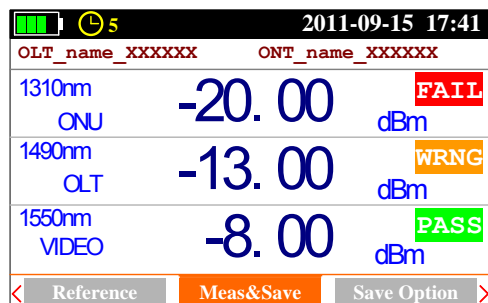 5 2011-09-15 17:41
OLT_name_XXXXXX ONT_name_XXXXXX
1310nm -20.00 FAIL
ONU dBm
1490nm -13.00 WRNG
OLT dBm
1550nm -8.00 PASS
VIDEO dBm
< Reference Meas&Save Save Option >